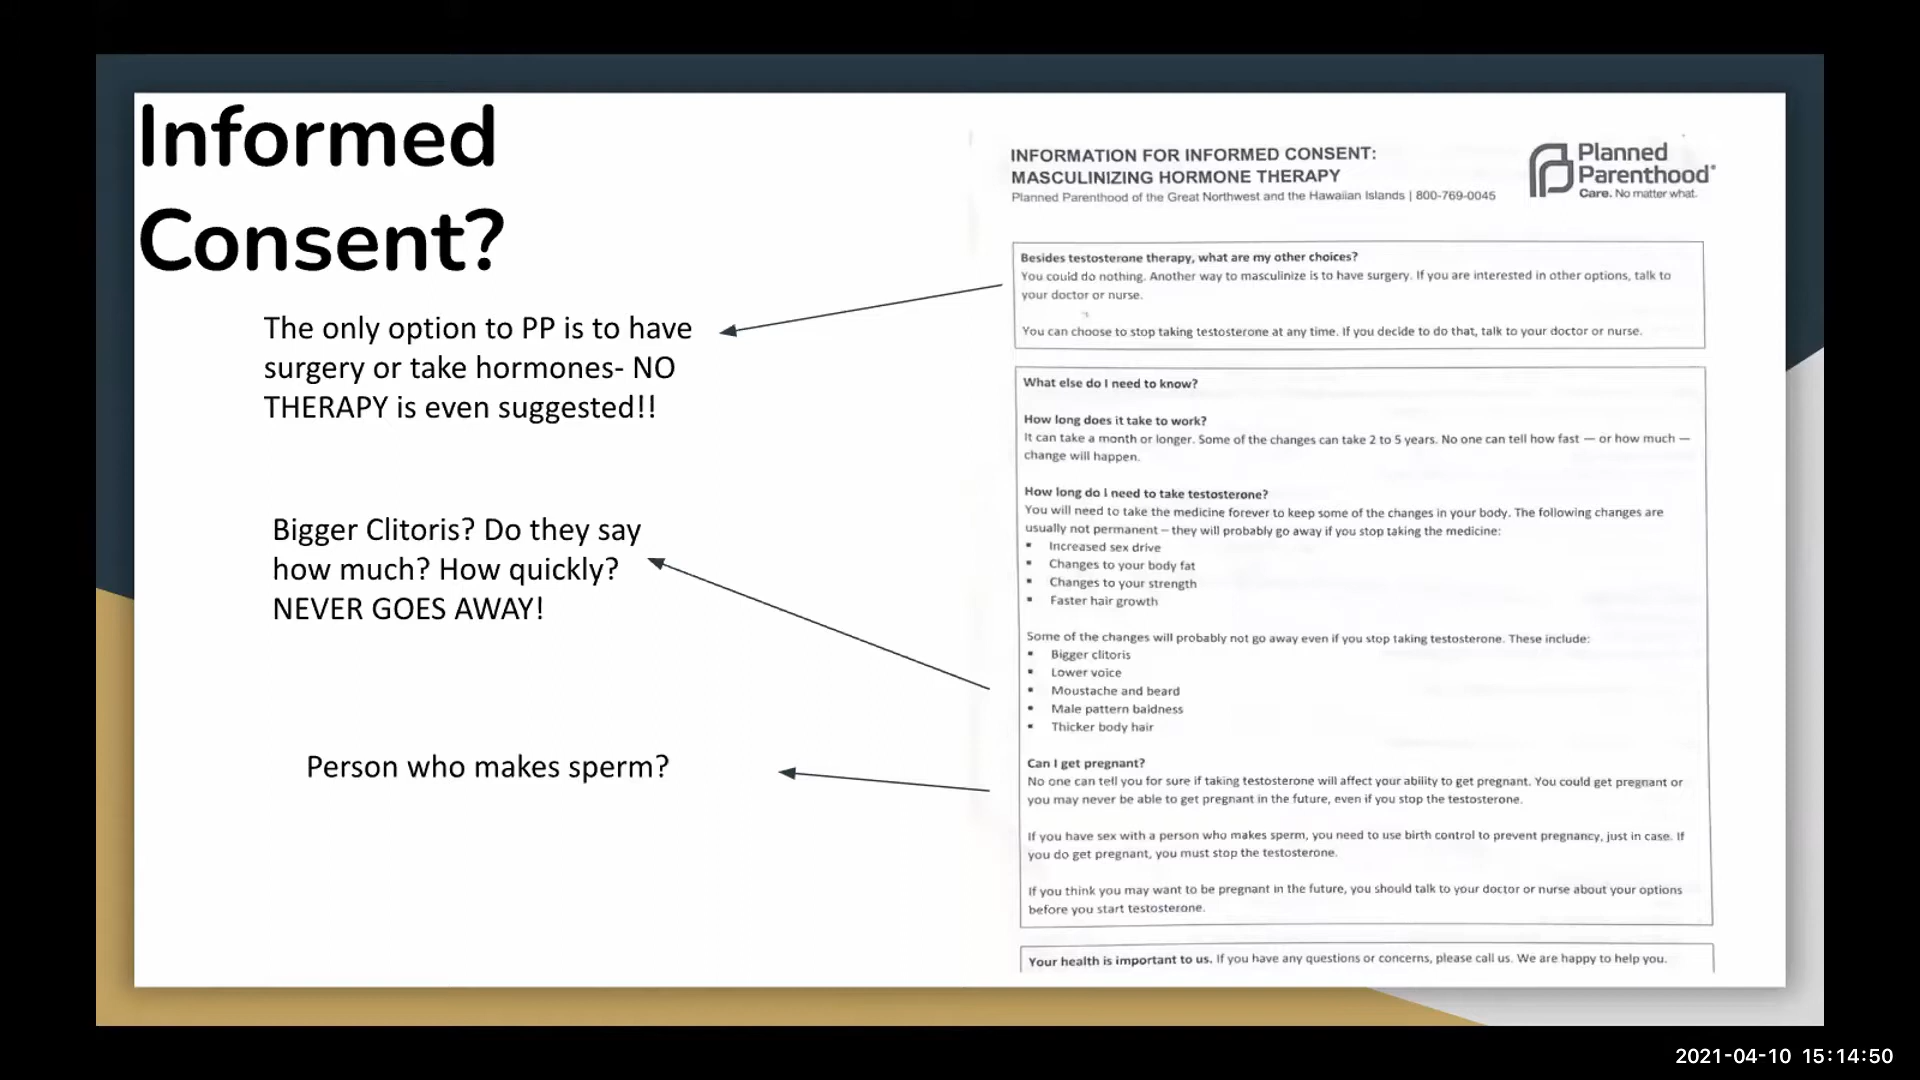 Informed
Consent?
The only option to PP is to have
surgery or take hormones- NO
THERAPY is even suggested!!
Bigger Clitoris? Do they say
how much? How quickly?
NEVER GOES AWAY!
Person who makes sperm?
INFORMATION FOR INFORMED CONSENT:
MASCULINIZING HORMONE THERAPY
Planned Parenthood of the Great Northwest and the Hawaiian Islands | 800-769-0045
Planned
Parenthood®
Care. No matter what.
Besides testosterone therapy, what are my other choices?
You could do nothing. Another way to masculinize is to have surgery. If you are interested in other options, talk to
your doctor or nurse.
You can choose to stop taking testosterone at any time. If you decide to do that, talk to your doctor or nurse.
What else do I need to know?
How long does it take to work?
It can take a month or longer. Some of the changes can take 2 to 5 years. No one can tell how fast — or how much —
change will happen.
How long do I need to take testosterone?
You will need to take the medicine forever to keep some of the changes in your body. The following changes are
usually not permanent – they will probably go away if you stop taking the medicine:
▪ Increased sex drive
▪ Changes to your body fat
▪ Changes to your strength
▪ Faster hair growth
Some of the changes will probably not go away even if you stop taking testosterone. These include:
▪ Bigger clitoris
▪ Lower voice
▪ Moustache and beard
▪ Male pattern baldness
▪ Thicker body hair
Can I get pregnant?
No one can tell you for sure if taking testosterone will affect your ability to get pregnant. You could get pregnant or
you may never be able to get pregnant in the future, even if you stop the testosterone.
If you have sex with a person who makes sperm, you need to use birth control to prevent pregnancy, just in case. If
you do get pregnant, you must stop the testosterone.
If you think you may want to be pregnant in the future, you should talk to your doctor or nurse about your options
before you start testosterone.
Your health is important to us. If you have any questions or concerns, please call us. We are happy to help you.
2021-04-10 15:14:50